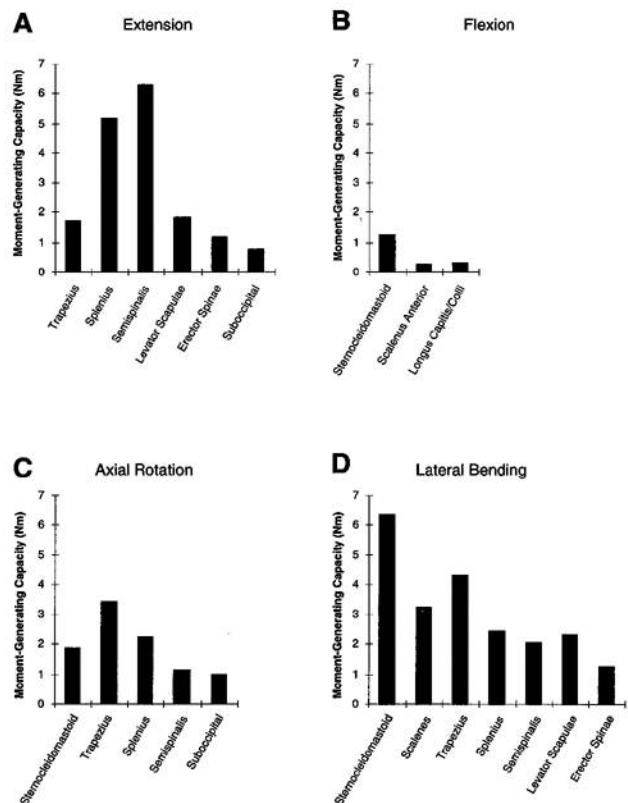 A
Extension
Moment-Generating Capacity (Nm)
7
6
5
4
3
2
1
0
Trapezius
Splenius
Semispinalis
Levator Scapulae
Erector Spinae
Suboccipital
B
Flexion
Moment-Generating Capacity (Nm)
7
6
5
4
3
2
1
0
Sternocleidomastoid
Scalenus Anterior
Longus Capitis/Colli
C
Axial Rotation
Moment-Generating Capacity (Nm)
7
6
5
4
3
2
1
0
Sternocleidomastoid
Trapezius
Splenius
Semispinalis
Suboccipital
D
Lateral Bending
Moment-Generating Capacity (Nm)
7
6
5
4
3
2
1
0
Sternocleidomastoid
Scalenes
Trapezius
Splenius
Semispinalis
Levator Scapulae
Erector Spinae